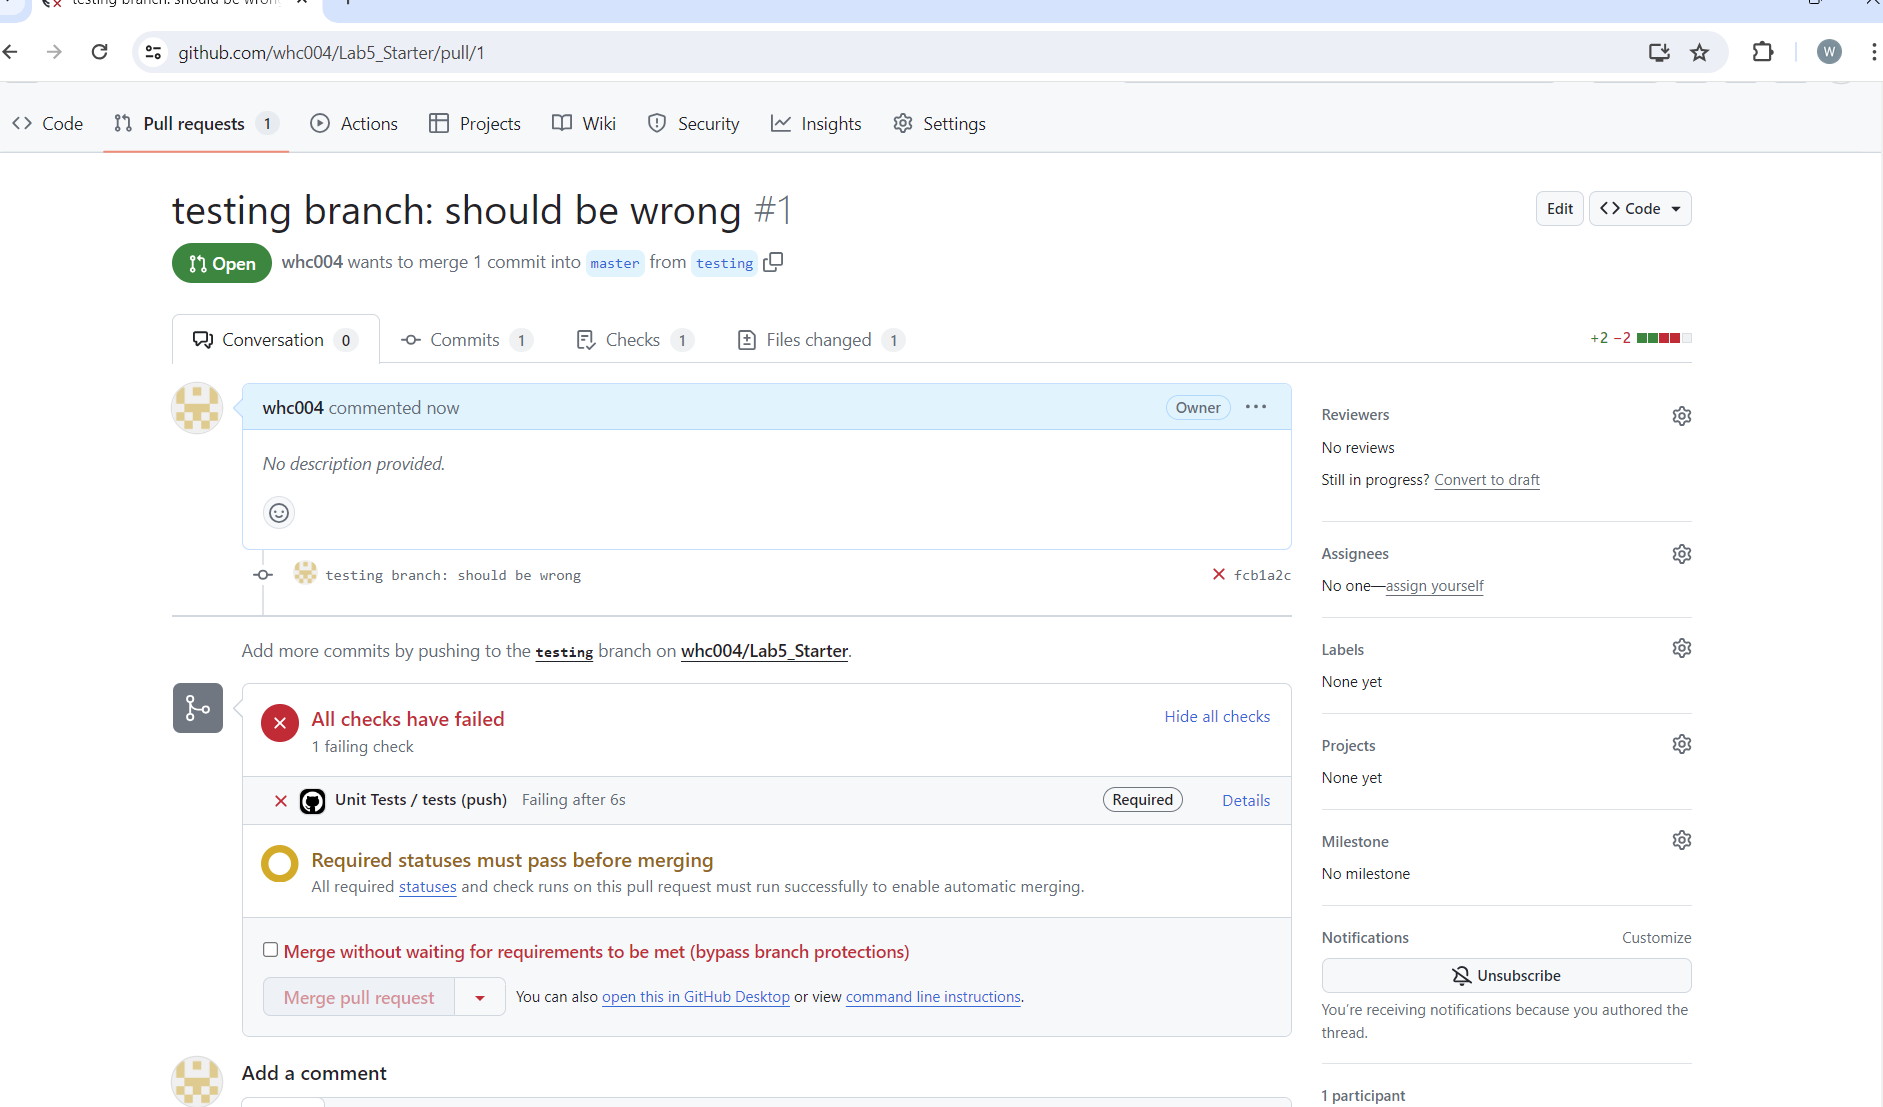 testing branch: should be wrong
github.com/whc004/Lab5_Starter/pull/1
W
Code
Pull requests 1
Actions
Projects
Wiki
Security
Insights
Settings
testing branch: should be wrong #1
Edit
Code
Open
whc004 wants to merge 1 commit into master from testing
Conversation 0
Commits 1
Checks 1
Files changed 1
+2 −2
whc004 commented now
Owner
No description provided.
testing branch: should be wrong
fcb1a2c
Add more commits by pushing to the testing branch on whc004/Lab5_Starter.
All checks have failed
1 failing check
Hide all checks
Unit Tests / tests (push) Failing after 6s
Required
Details
Required statuses must pass before merging
All required statuses and check runs on this pull request must run successfully to enable automatic merging.
Merge without waiting for requirements to be met (bypass branch protections)
Merge pull request
You can also open this in GitHub Desktop or view command line instructions.
Add a comment
Reviewers
No reviews
Still in progress? Convert to draft
Assignees
No one—assign yourself
Labels
None yet
Projects
None yet
Milestone
No milestone
Notifications
Customize
Unsubscribe
You're receiving notifications because you authored the
thread.
1 participant